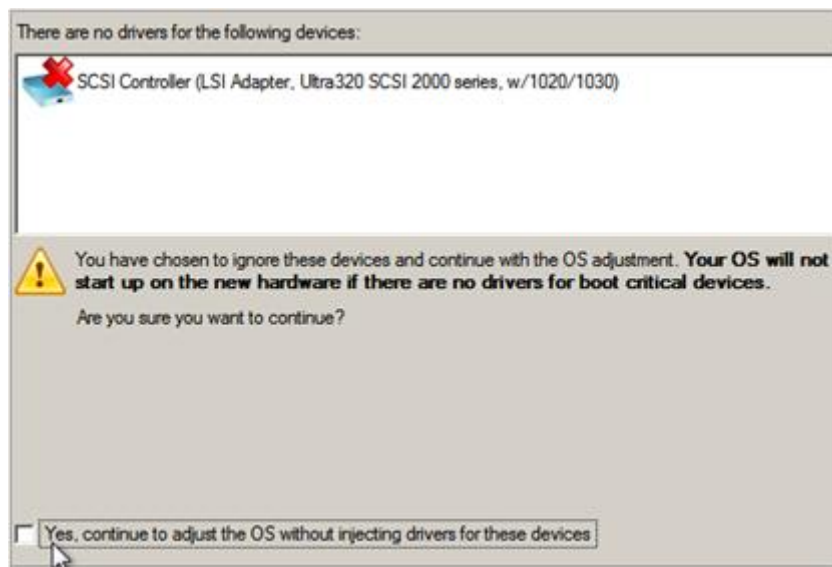 There are no drivers for the following devices:
SCSI Controller (LSI Adapter, Ultra320 SCSI 2000 series, w/1020/1030)
You have chosen to ignore these devices and continue with the OS adjustment. Your OS will not
start up on the new hardware if there are no drivers for boot critical devices.
Are you sure you want to continue?
Yes, continue to adjust the OS without injecting drivers for these devices